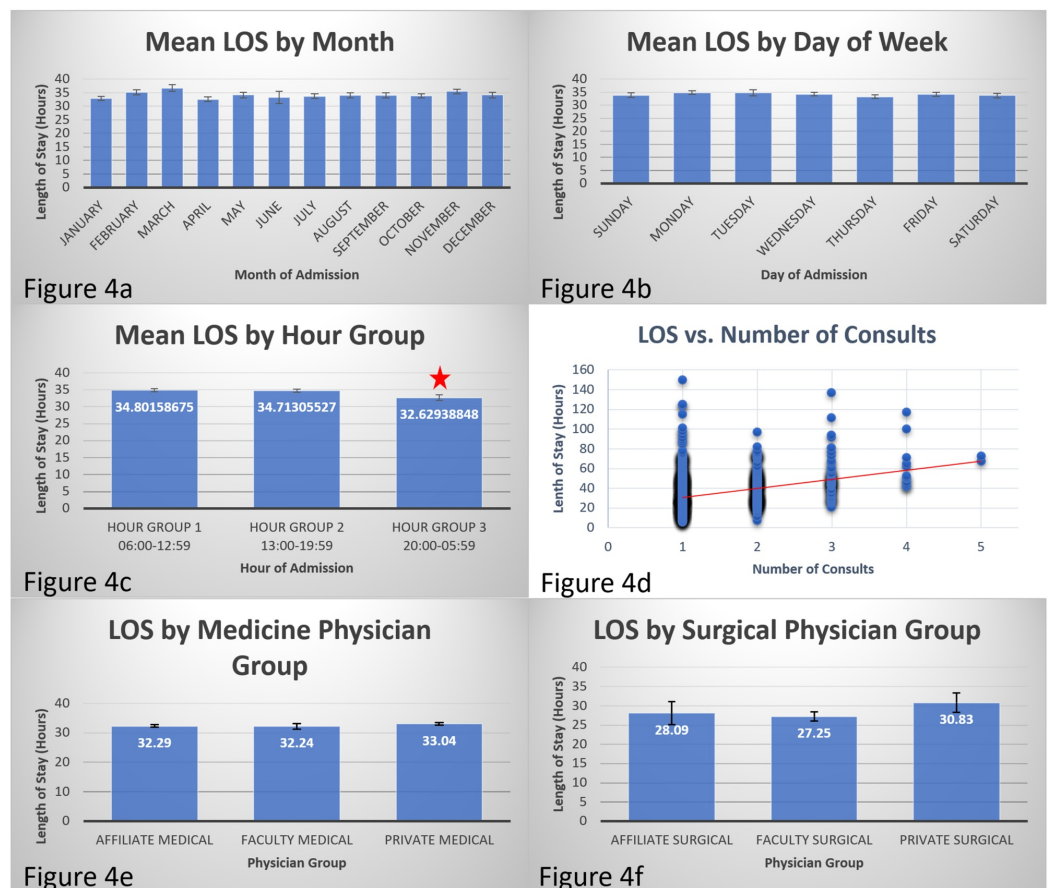 Mean LOS by Month
Length of Stay (Hours)
40
35
30
25
20
15
10
5
0
JANUARY
FEBRUARY
MARCH
APRIL
MAY
JUNE
JULY
AUGUST
SEPTEMBER
OCTOBER
NOVEMBER
DECEMBER
Month of Admission
Figure 4a
Mean LOS by Day of Week
Length of Stay (Hours)
40
35
30
25
20
15
10
5
0
SUNDAY
MONDAY
TUESDAY
WEDNESDAY
THURSDAY
FRIDAY
SATURDAY
Day of Admission
Figure 4b
Mean LOS by Hour Group
Length of Stay (Hours)
40
35
30
25
20
15
10
5
0
34.80158675
34.71305527
32.62938848
HOUR GROUP 1
06:00-12:59
HOUR GROUP 2
13:00-19:59
HOUR GROUP 3
20:00-05:59
Hour of Admission
Figure 4c
LOS vs. Number of Consults
Lenth of Stay (Hours)
160
140
120
100
80
60
40
20
0
0 1 2 3 4 5
Number of Consults
Figure 4d
LOS by Medicine Physician
Group
Length of Stay (Hours)
40
30
20
10
0
32.29
32.24
33.04
AFFILIATE MEDICAL
FACULTY MEDICAL
PRIVATE MEDICAL
Physician Group
Figure 4e
LOS by Surgical Physician Group
Length of Stay (Hours)
40
35
30
25
20
15
10
5
0
28.09
27.25
30.83
AFFILIATE SURGICAL
FACULTY SURGICAL
PRIVATE SURGICAL
Physician Group
Figure 4f